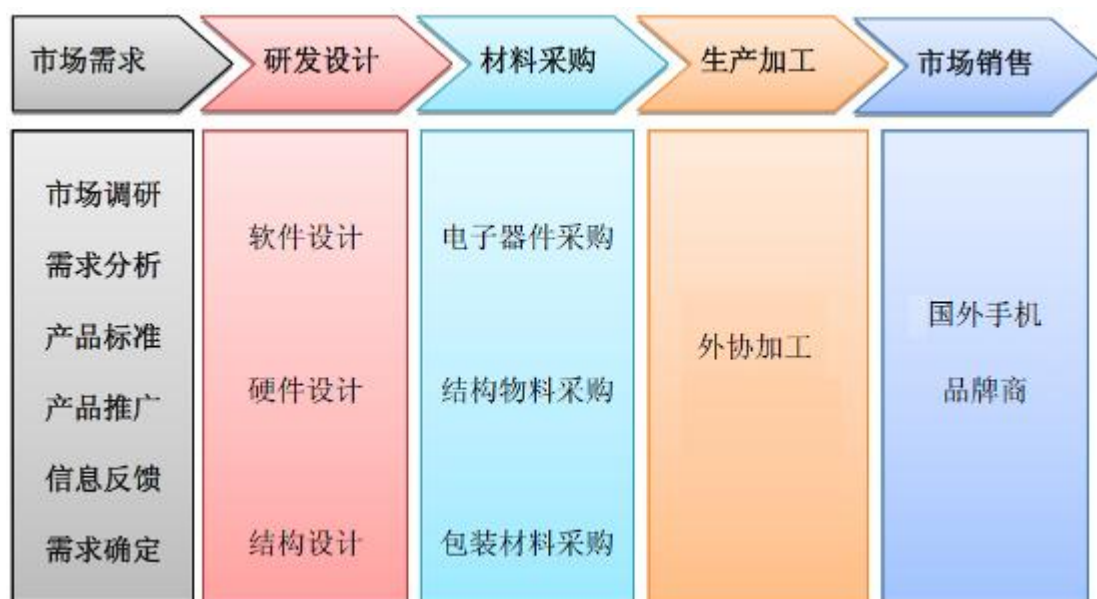 市场需求
研发设计
材料采购
生产加工
市场销售
市场调研
需求分析
产品标准
产品推广
信息反馈
需求确定
软件设计
硬件设计
结构设计
电子器件采购
结构物料采购
包装材料采购
外协加工
国外手机
品牌商